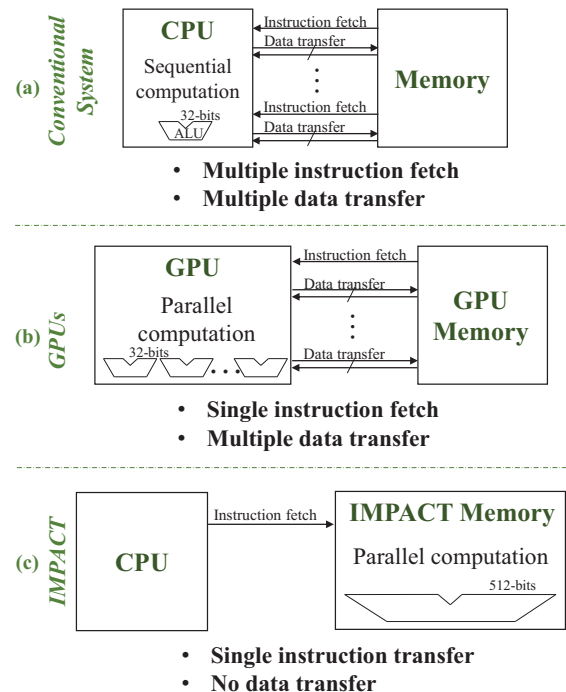 (a)
Conventional
System
CPU
Sequential
computation
32-bits
ALU
Instruction fetch
Data transfer
Instruction fetch
Data transfer
Memory
• Multiple instruction fetch
• Multiple data transfer
(b)
GPUs
GPU
Parallel
computation
32-bits
Instruction fetch
Data transfer
Data transfer
GPU
Memory
• Single instruction fetch
• Multiple data transfer
(c)
IMPACT
CPU
Instruction fetch
IMPACT Memory
Parallel computation
512-bits
• Single instruction transfer
• No data transfer